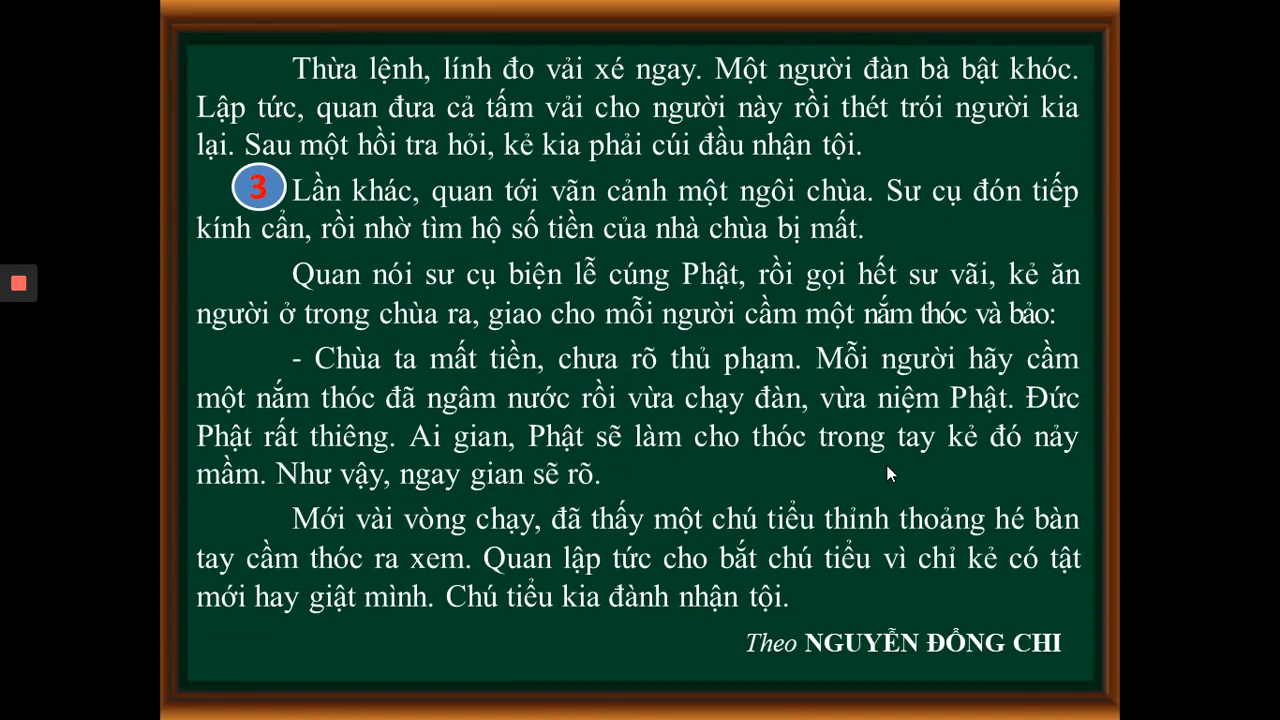 Thừa lệnh, lính đo vải xé ngay. Một người đàn bà bật khóc.
Lập tức, quan đưa cả tấm vải cho người này rồi thét trói người kia
lại. Sau một hồi tra hỏi, kẻ kia phải cúi đầu nhận tội.
3 Lần khác, quan tới vãn cảnh một ngôi chùa. Sư cụ đón tiếp
kính cẩn, rồi nhờ tìm hộ số tiền của nhà chùa bị mất.
Quan nói sư cụ biện lễ cúng Phật, rồi gọi hết sư vãi, kẻ ăn
người ở trong chùa ra, giao cho mỗi người cầm một nắm thóc và bảo:
- Chùa ta mất tiền, chưa rõ thủ phạm. Mỗi người hãy cầm
một nắm thóc đã ngâm nước rồi vừa chạy đàn, vừa niệm Phật. Đức
Phật rất thiêng. Ai gian, Phật sẽ làm cho thóc trong tay kẻ đó nảy
mầm. Như vậy, ngay gian sẽ rõ.
Mới vài vòng chạy, đã thấy một chú tiểu thỉnh thoảng hé bàn
tay cầm thóc ra xem. Quan lập tức cho bắt chú tiểu vì chỉ kẻ có tật
mới hay giật mình. Chú tiểu kia đành nhận tội.
Theo NGUYỄN ĐỔNG CHI